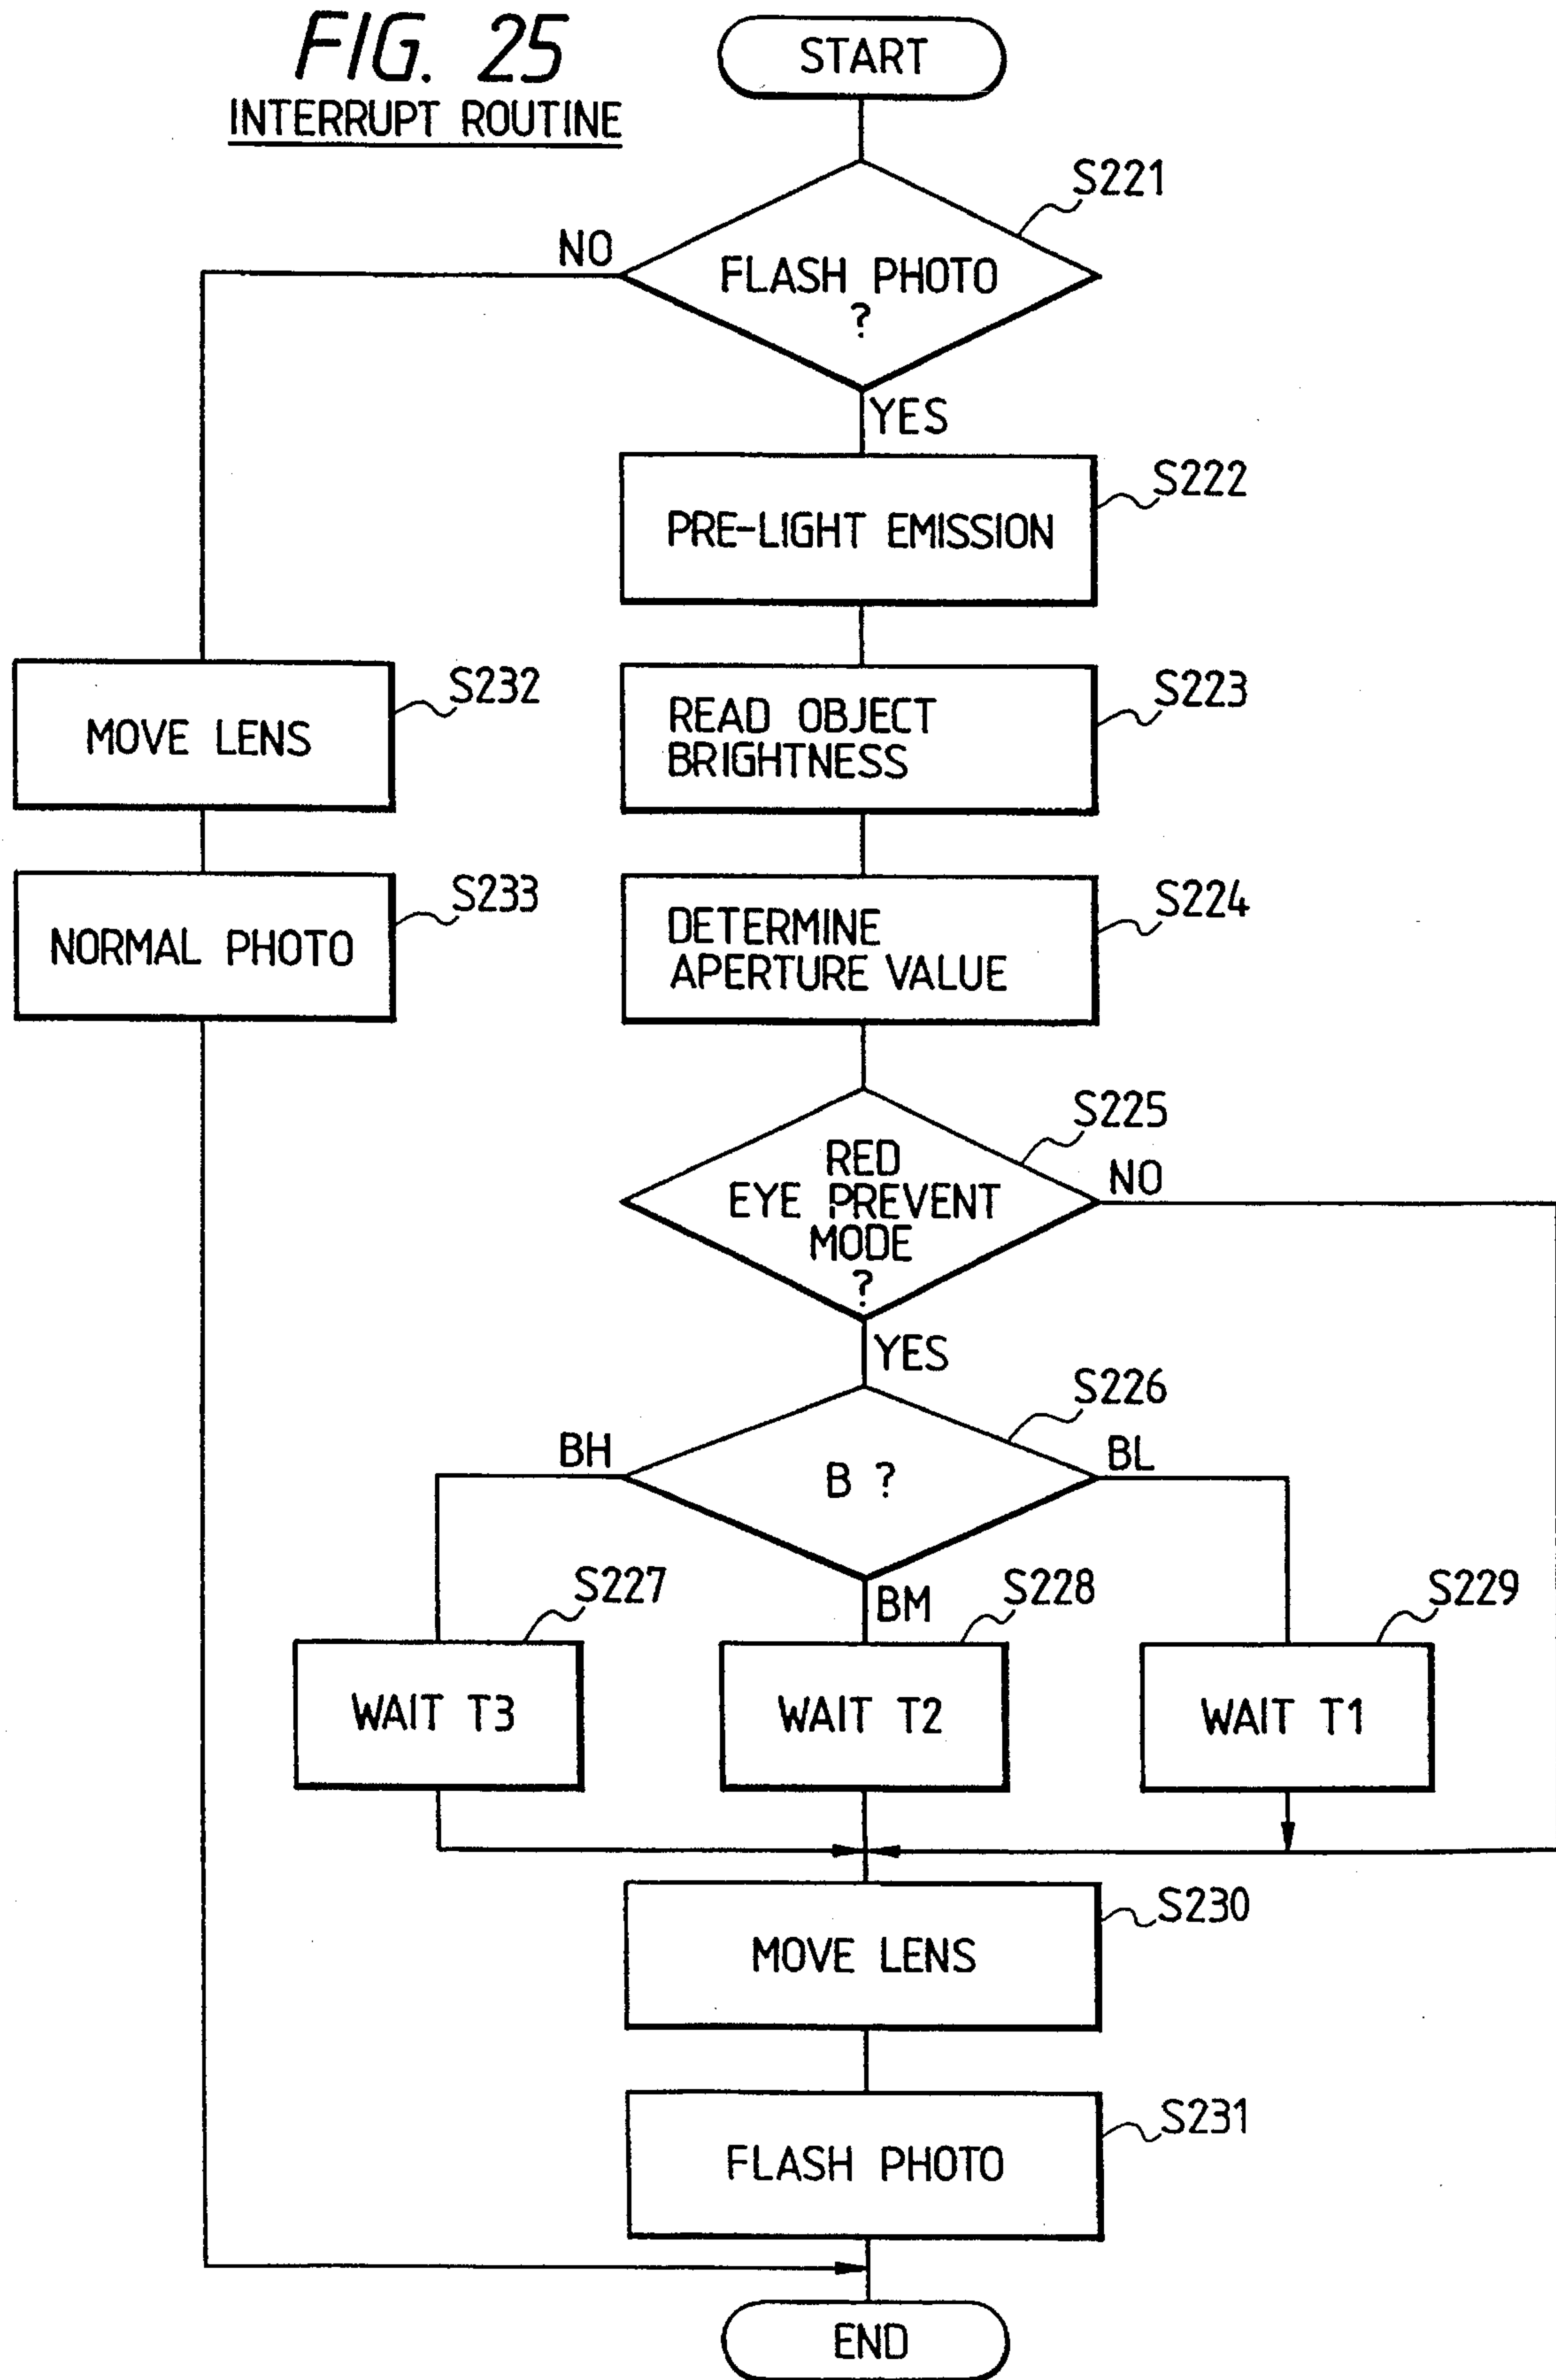 FIG. 25
INTERRUPT ROUTINE
START
S221
NO
FLASH PHOTO
?
YES
S222
PRE-LIGHT EMISSION
S232
MOVE LENS
S223
READ OBJECT
BRIGHTNESS
S233
NORMAL PHOTO
S224
DETERMINE
APERTURE VALUE
S225
RED
EYE PREVENT
MODE
?
NO
YES
S226
BH
B ?
BL
BM
S227
WAIT T3
S228
WAIT T2
S229
WAIT T1
S230
MOVE LENS
S231
FLASH PHOTO
END